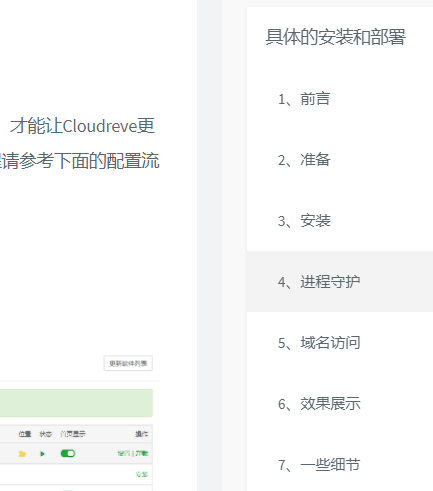 才能让Cloudreve更
请参考下面的配置流
更新软件列表
位置 状态 首页显示 操作
安装
具体的安装和部署
1、前言
2、准备
3、安装
4、进程守护
5、域名访问
6、效果展示
7、一些细节